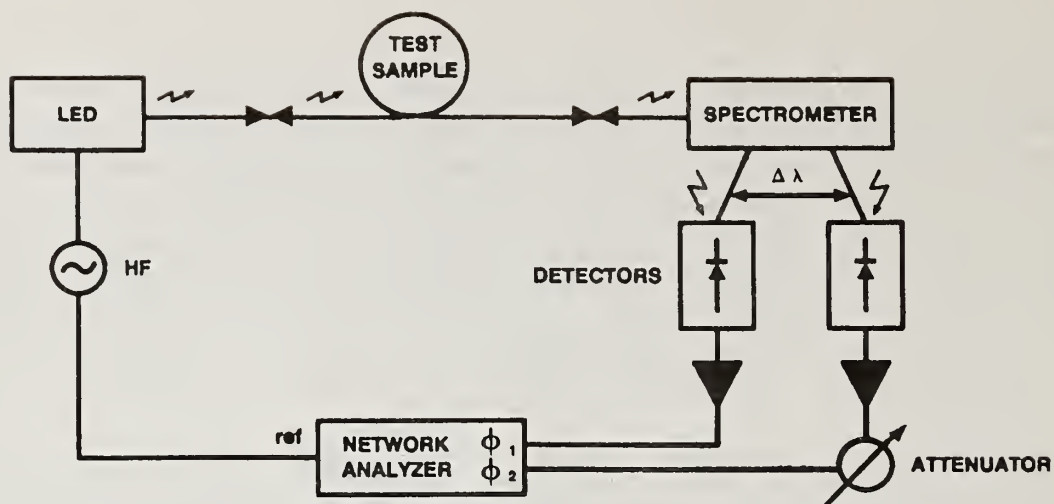 TEST
SAMPLE
LED
SPECTROMETER
Δ λ
HF
DETECTORS
ref
NETWORK
ANALYZER
ϕ 1
ϕ 2
ATTENUATOR